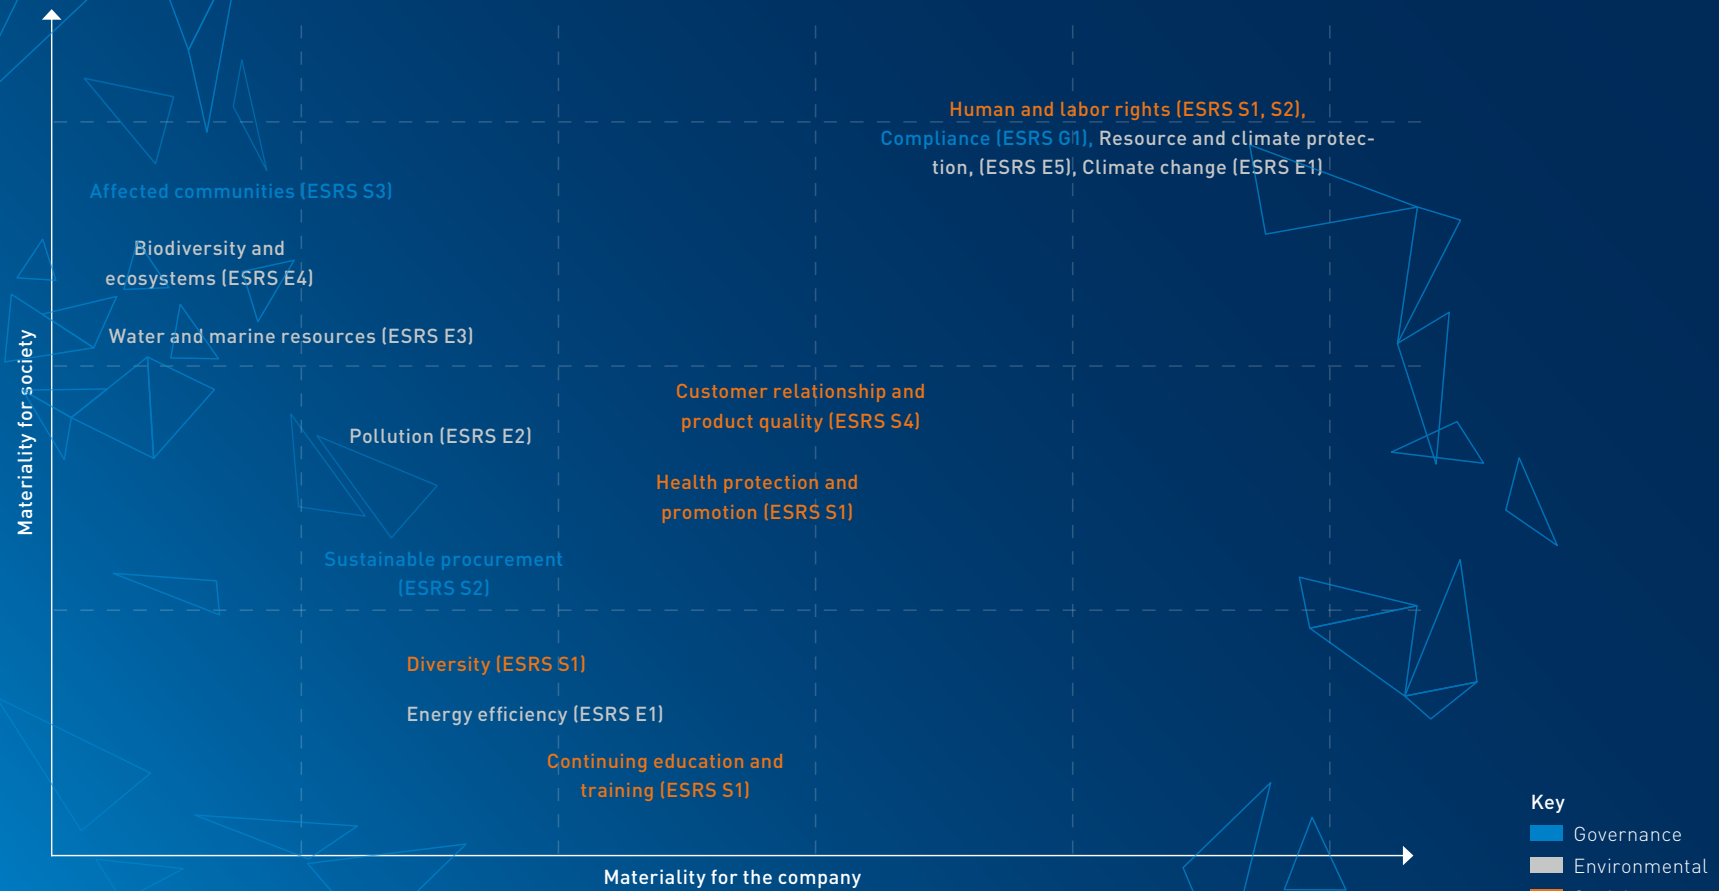 Human and labor rights (ESRS S1, S2),
Compliance (ESRS G1), Resource and climate protec-
tion, (ESRS E5), Climate change (ESRS E1)
Affected communities (ESRS S3)
Biodiversity and
ecosystems (ESRS E4)
Water and marine resources (ESRS E3)
Materiality for society
Customer relationship and
product quality (ESRS S4)
Pollution (ESRS E2)
Health protection and
promotion (ESRS S1)
Sustainable procurement
(ESRS S2)
Diversity (ESRS S1)
Energy efficiency (ESRS E1)
Continuing education and
training (ESRS S1)
Materiality for the company
Key
Governance
Environmental